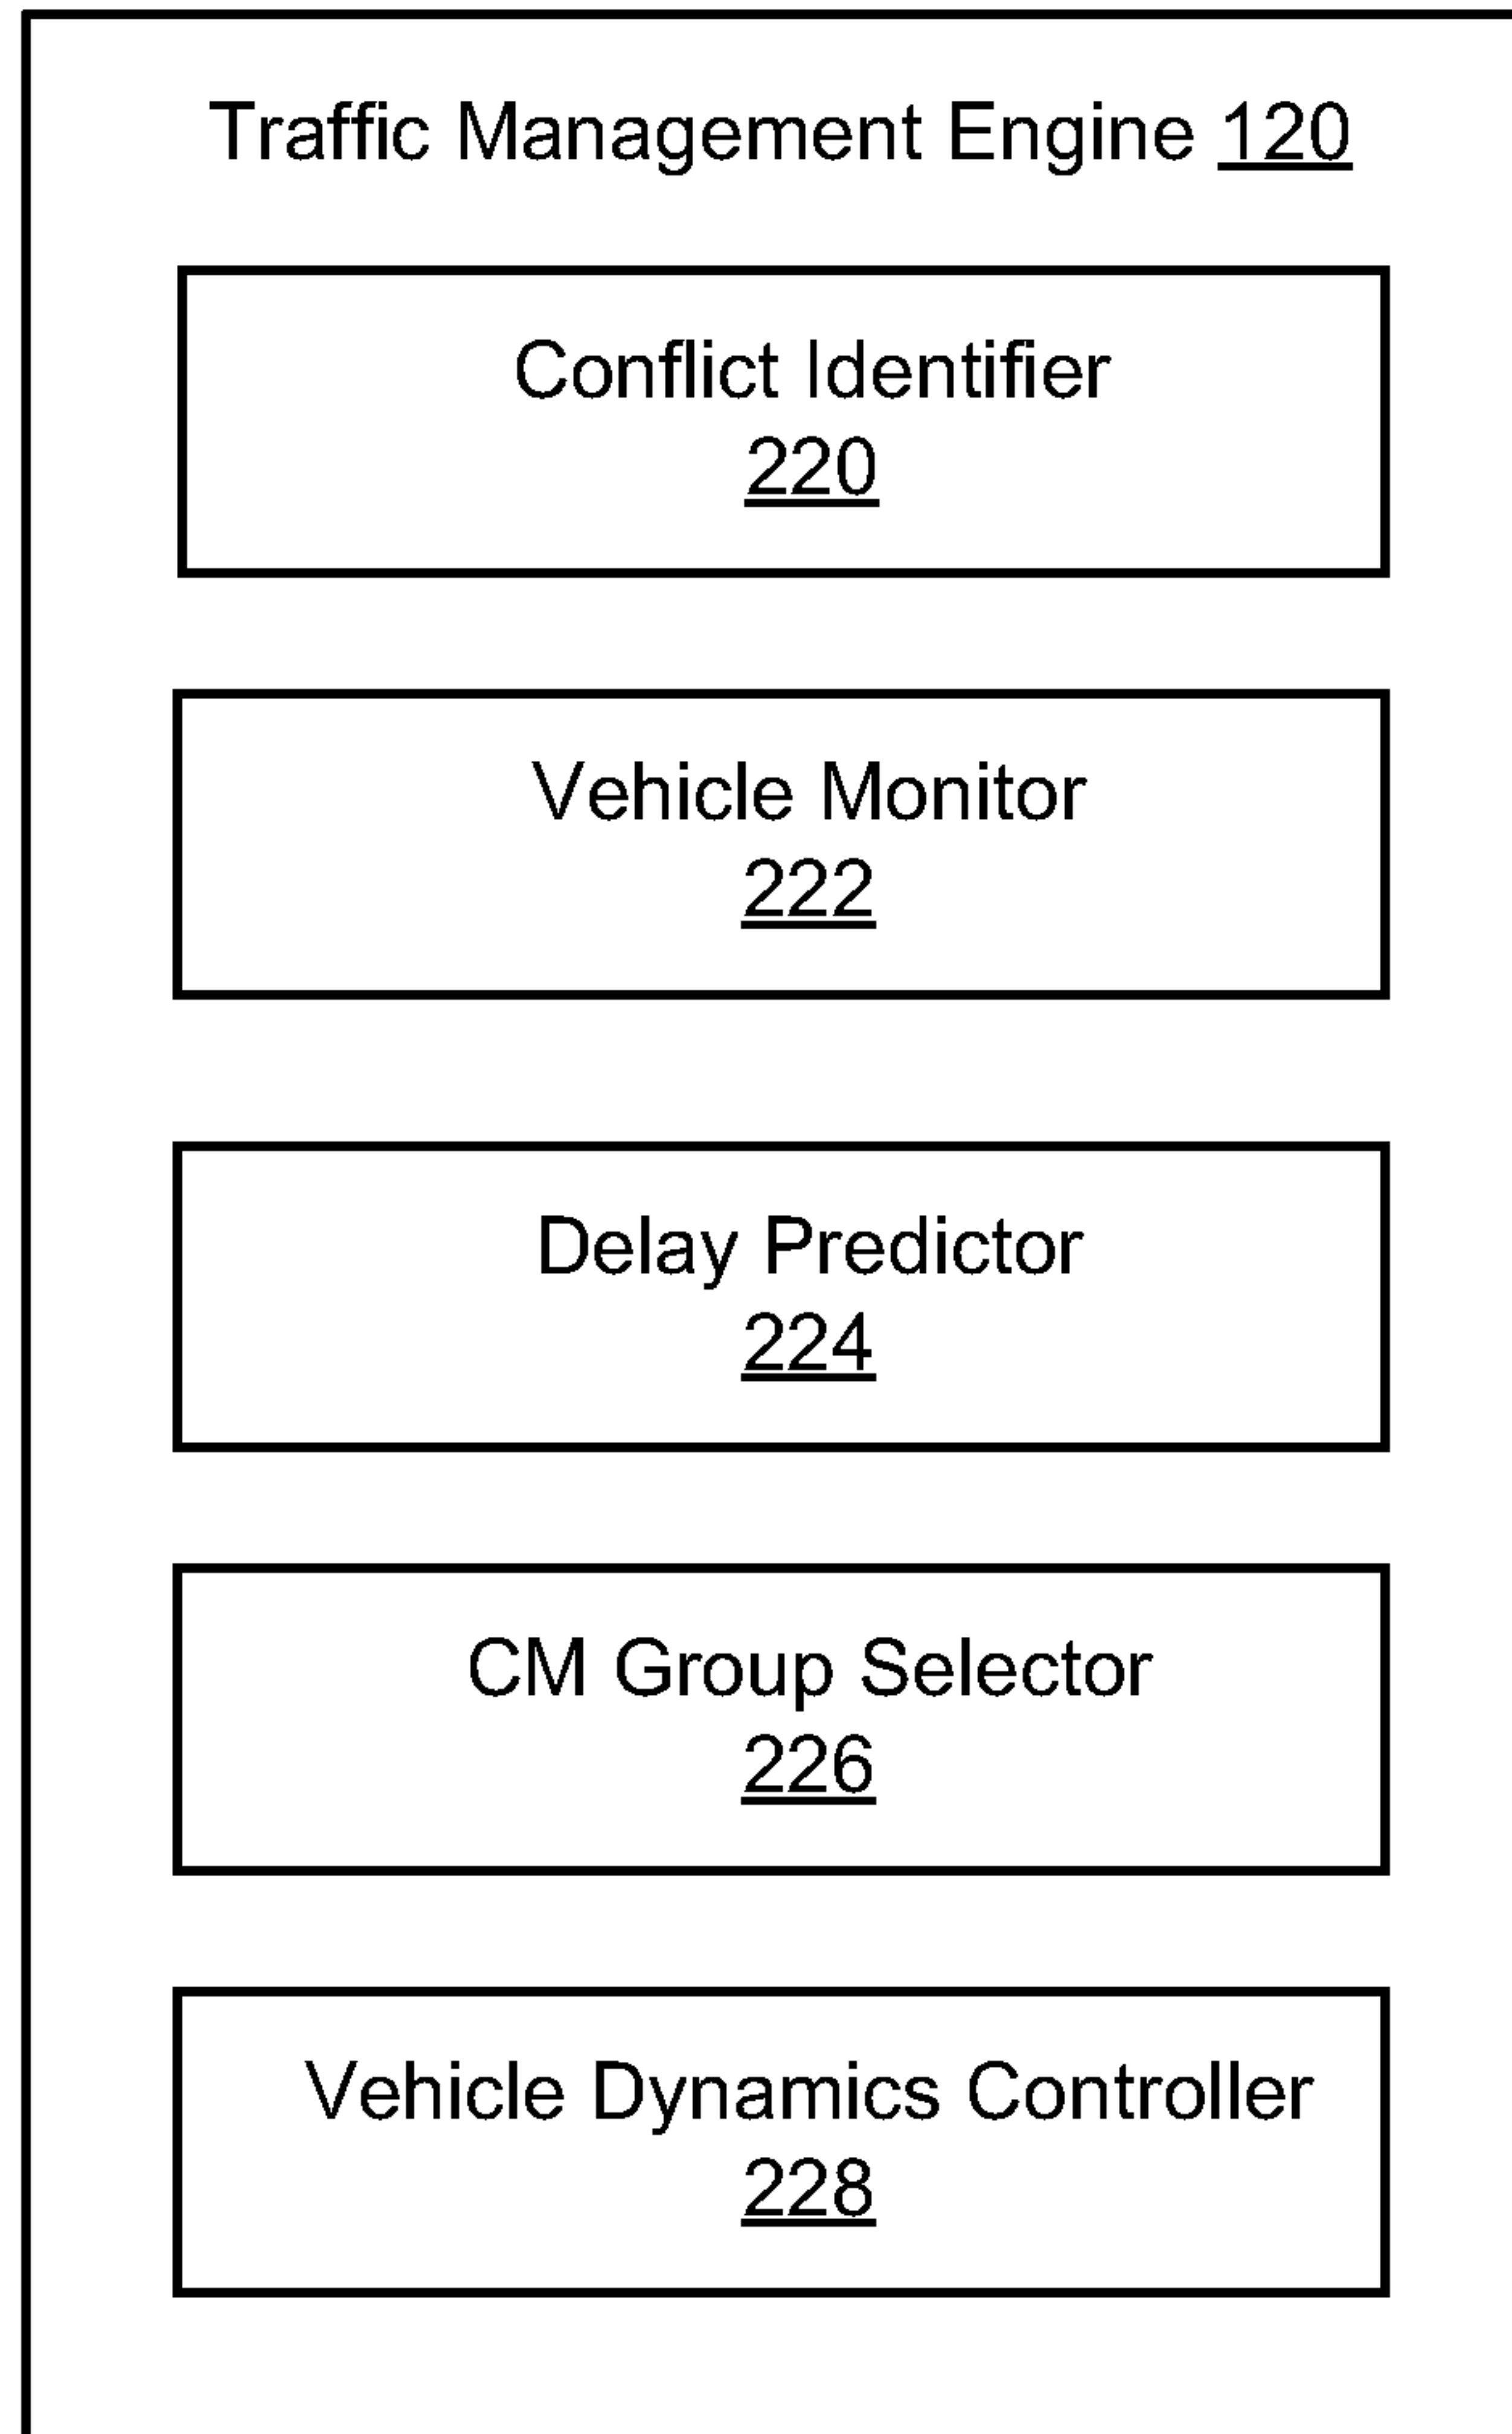 Traffic Management Engine 120
Conflict Identifier
220
Vehicle Monitor
222
Delay Predictor
224
CM Group Selector
226
Vehicle Dynamics Controller
228